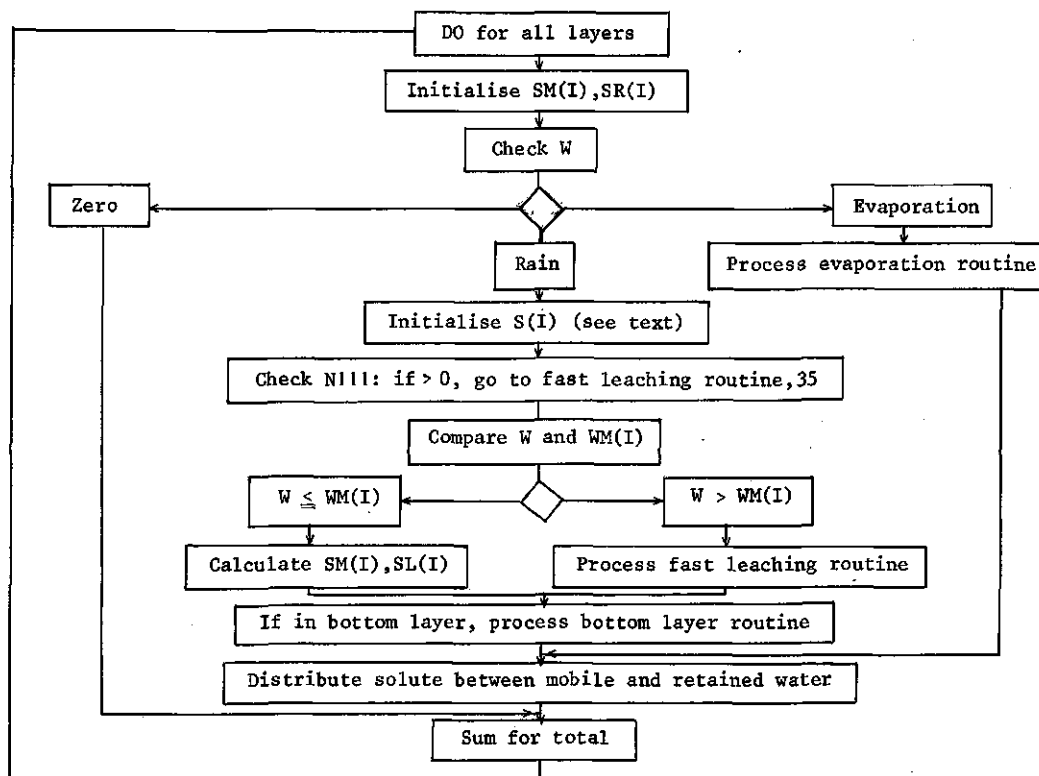 DO for all layers
Initialise SM(I),SR(I)
Check W
Zero
Evaporation
Rain
Process evaporation routine
Initialise S(I) (see text)
Check N111: if > 0, go to fast leaching routine,35
Compare W and WM(I)
W ≤ WM(I)
W > WM(I)
Calculate SM(I),SL(I)
Process fast leaching routine
If in bottom layer, process bottom layer routine
Distribute solute between mobile and retained water
Sum for total